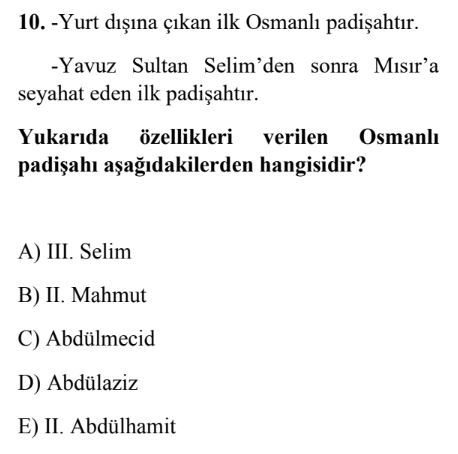 10. -Yurt dışına çıkan ilk Osmanlı padişahtır.
-Yavuz Sultan Selim’den sonra Mısır’a
seyahat eden ilk padişahtır.
Yukarıda özellikleri verilen Osmanlı
padişahı aşağıdakilerden hangisidir?
A) III. Selim
B) II. Mahmut
C) Abdülmecid
D) Abdülaziz
E) II. Abdülhamit